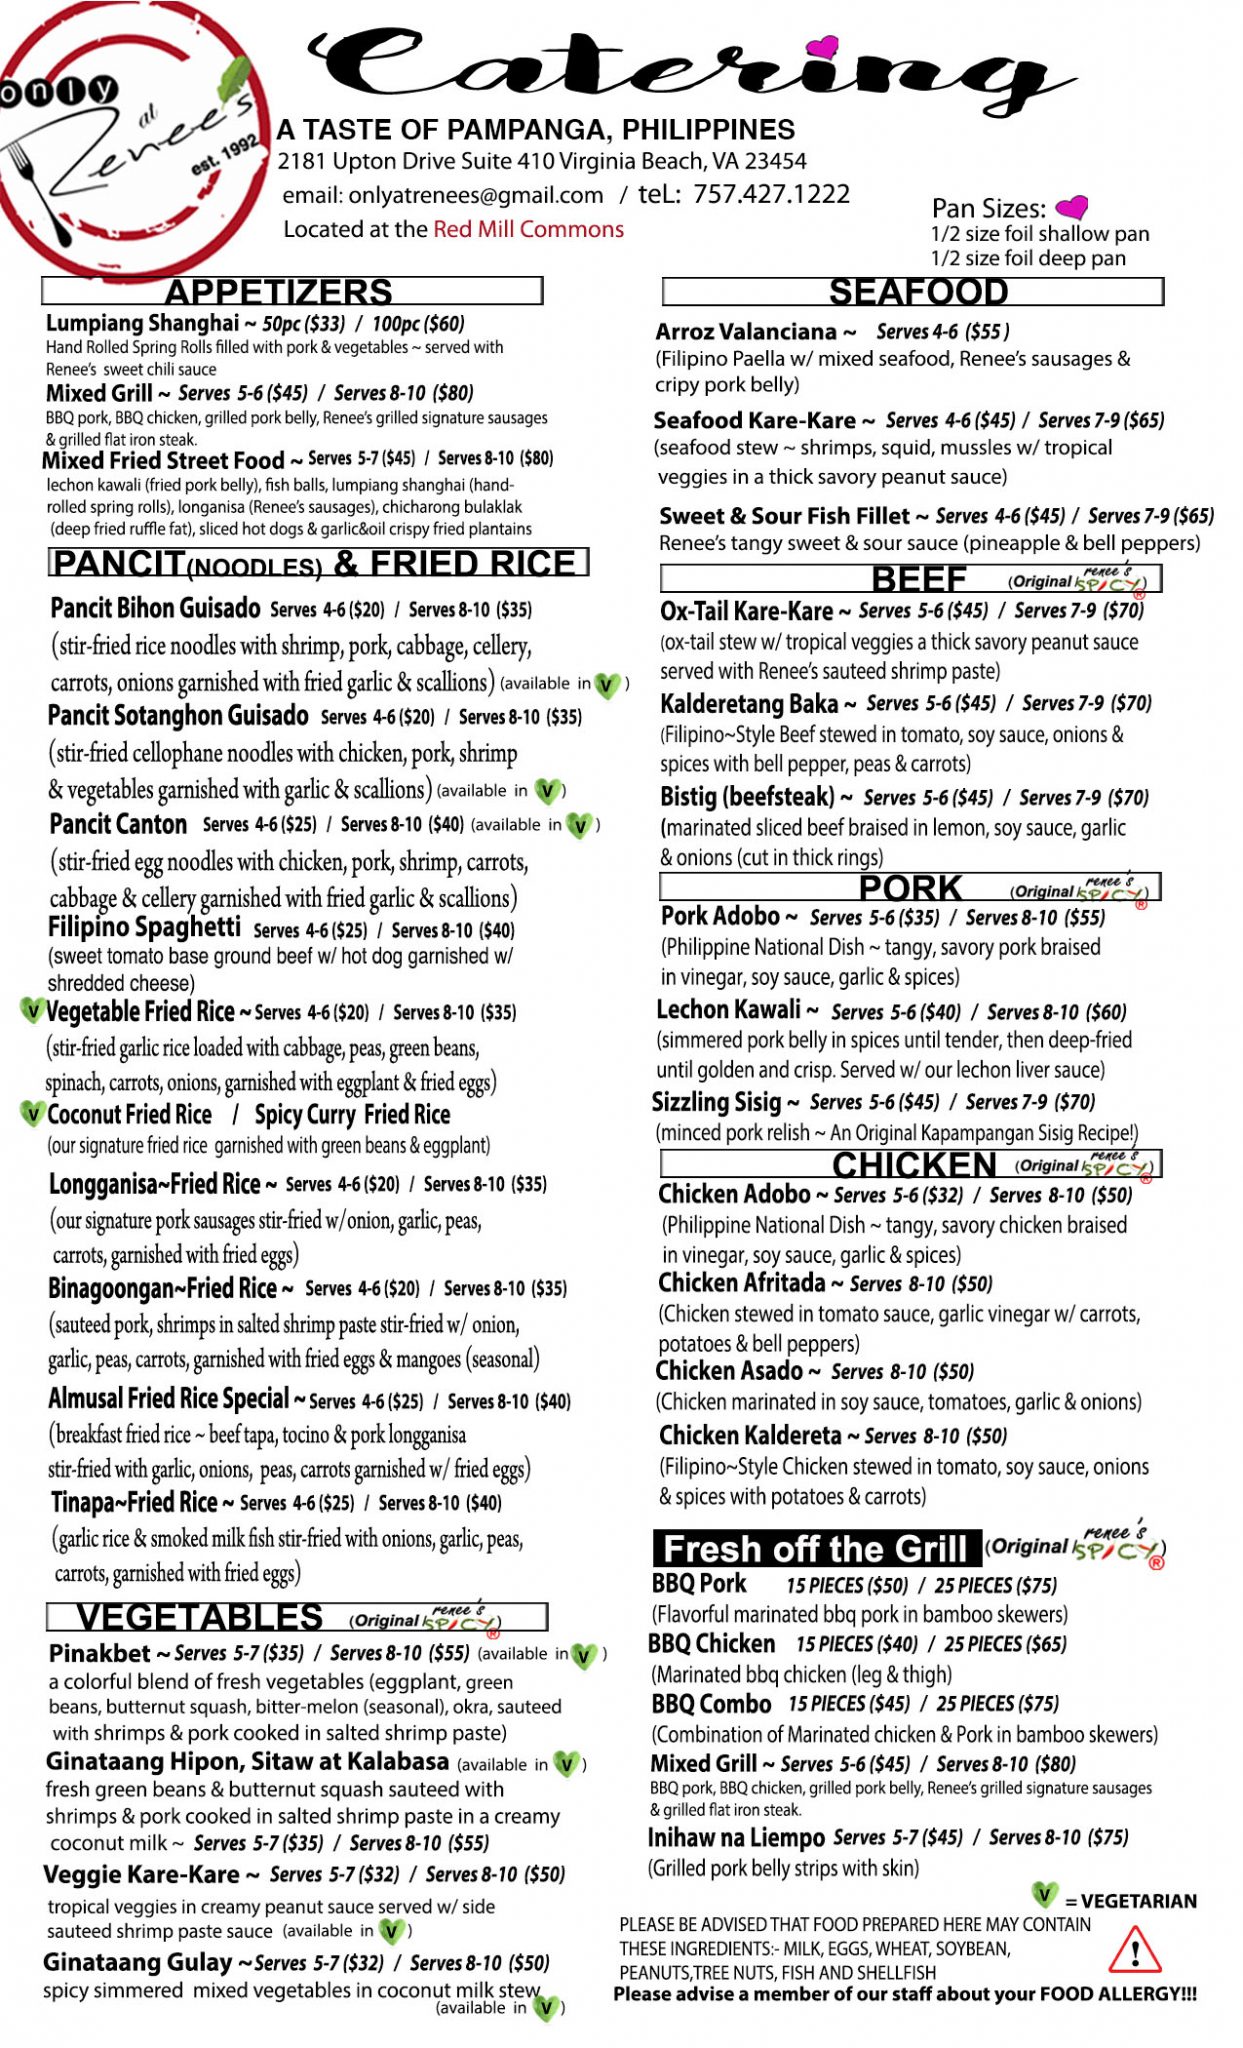 only
at
Renee's
est. 1992
Catering
A TASTE OF PAMPANGA, PHILIPPINES
2181 Upton Drive Suite 410 Virginia Beach, VA 23454
email: onlyatrenees@gmail.com / teL: 757.427.1222
Located at the Red Mill Commons
Pan Sizes:
1/2 size foil shallow pan
1/2 size foil deep pan
APPETIZERS
Lumpiang Shanghai ~ 50pc ($33) / 100pc ($60)
Hand Rolled Spring Rolls filled with pork & vegetables ~ served with
Renee's sweet chili sauce
Mixed Grill ~ Serves 5-6 ($45) / Serves 8-10 ($80)
BBQ pork, BBQ chicken, grilled pork belly, Renee's grilled signature sausages
& grilled flat iron steak.
Mixed Fried Street Food ~ Serves 5-7 ($45) / Serves 8-10 ($80)
lechon kawali (fried pork belly), fish balls, lumpiang shanghai (hand-
rolled spring rolls), longanisa (Renee's sausages), chicharong bulaklak
(deep fried ruffle fat), sliced hot dogs & garlic&oil crispy fried plantains
PANCIT(NOODLES) & FRIED RICE
Pancit Bihon Guisado Serves 4-6 ($20) / Serves 8-10 ($35)
(stir-fried rice noodles with shrimp, pork, cabbage, cellery,
carrots, onions garnished with fried garlic & scallions) (available in V )
Pancit Sotanghon Guisado Serves 4-6 ($20) / Serves 8-10 ($35)
(stir-fried cellophane noodles with chicken, pork, shrimp
& vegetables garnished with garlic & scallions) (available in V )
Pancit Canton Serves 4-6 ($25) / Serves 8-10 ($40) (available in V )
(stir-fried egg noodles with chicken, pork, shrimp, carrots,
cabbage & cellery garnished with fried garlic & scallions)
Filipino Spaghetti Serves 4-6 ($25) / Serves 8-10 ($40)
(sweet tomato base ground beef w/ hot dog garnished w/
shredded cheese)
V Vegetable Fried Rice ~ Serves 4-6 ($20) / Serves 8-10 ($35)
(stir-fried garlic rice loaded with cabbage, peas, green beans,
spinach, carrots, onions, garnished with eggplant & fried eggs)
V Coconut Fried Rice / Spicy Curry Fried Rice
(our signature fried rice garnished with green beans & eggplant)
Longganisa~Fried Rice ~ Serves 4-6 ($20) / Serves 8-10 ($35)
(our signature pork sausages stir-fried w/onion, garlic, peas,
carrots, garnished with fried eggs)
Binagoongan~Fried Rice ~ Serves 4-6 ($20) / Serves 8-10 ($35)
(sauteed pork, shrimps in salted shrimp paste stir-fried w/ onion,
garlic, peas, carrots, garnished with fried eggs & mangoes (seasonal)
Almusal Fried Rice Special ~ Serves 4-6 ($25) / Serves 8-10 ($40)
(breakfast fried rice ~ beef tapa, tocino & pork longganisa
stir-fried with garlic, onions, peas, carrots garnished w/ fried eggs)
Tinapa~Fried Rice ~ Serves 4-6 ($25) / Serves 8-10 ($40)
(garlic rice & smoked milk fish stir-fried with onions, garlic, peas,
carrots, garnished with fried eggs)
VEGETABLES (Original / renee's SPICY®)
Pinakbet ~ Serves 5-7 ($35) / Serves 8-10 ($55) (available in V )
a colorful blend of fresh vegetables (eggplant, green
beans, butternut squash, bitter-melon (seasonal), okra, sauteed
with shrimps & pork cooked in salted shrimp paste)
Ginataang Hipon, Sitaw at Kalabasa (available in V )
fresh green beans & butternut squash sauteed with
shrimps & pork cooked in salted shrimp paste in a creamy
coconut milk ~ Serves 5-7 ($35) / Serves 8-10 ($55)
Veggie Kare-Kare ~ Serves 5-7 ($32) / Serves 8-10 ($50)
tropical veggies in creamy peanut sauce served w/ side
sauteed shrimp paste sauce (available in V )
Ginataang Gulay ~Serves 5-7 ($32) / Serves 8-10 ($50)
spicy simmered mixed vegetables in coconut milk stew
(available in V )
SEAFOOD
Arroz Valanciana ~ Serves 4-6 ($55 )
(Filipino Paella w/ mixed seafood, Renee's sausages &
cripy pork belly)
Seafood Kare-Kare ~ Serves 4-6 ($45) / Serves 7-9 ($65)
(seafood stew ~ shrimps, squid, mussles w/ tropical
veggies in a thick savory peanut sauce)
Sweet & Sour Fish Fillet ~ Serves 4-6 ($45) / Serves 7-9 ($65)
Renee's tangy sweet & sour sauce (pineapple & bell peppers)
BEEF (Original / renee's SPICY®)
Ox-Tail Kare-Kare ~ Serves 5-6 ($45) / Serves 7-9 ($70)
(ox-tail stew w/ tropical veggies a thick savory peanut sauce
served with Renee's sauteed shrimp paste)
Kalderetang Baka ~ Serves 5-6 ($45) / Serves 7-9 ($70)
(Filipino~Style Beef stewed in tomato, soy sauce, onions &
spices with bell pepper, peas & carrots)
Bistig (beefsteak) ~ Serves 5-6 ($45) / Serves 7-9 ($70)
(marinated sliced beef braised in lemon, soy sauce, garlic
& onions (cut in thick rings)
PORK (Original / renee's SPICY®)
Pork Adobo ~ Serves 5-6 ($35) / Serves 8-10 ($55)
(Philippine National Dish ~ tangy, savory pork braised
in vinegar, soy sauce, garlic & spices)
Lechon Kawali ~ Serves 5-6 ($40) / Serves 8-10 ($60)
(simmered pork belly in spices until tender, then deep-fried
until golden and crisp. Served w/ our lechon liver sauce)
Sizzling Sisig ~ Serves 5-6 ($45) / Serves 7-9 ($70)
(minced pork relish ~ An Original Kapampangan Sisig Recipe!)
CHICKEN (Original / renee's SPICY®)
Chicken Adobo ~ Serves 5-6 ($32) / Serves 8-10 ($50)
(Philippine National Dish ~ tangy, savory chicken braised
in vinegar, soy sauce, garlic & spices)
Chicken Afritada ~ Serves 8-10 ($50)
(Chicken stewed in tomato sauce, garlic vinegar w/ carrots,
potatoes & bell peppers)
Chicken Asado ~ Serves 8-10 ($50)
(Chicken marinated in soy sauce, tomatoes, garlic & onions)
Chicken Kaldereta ~ Serves 8-10 ($50)
(Filipino~Style Chicken stewed in tomato, soy sauce, onions
& spices with potatoes & carrots)
Fresh off the Grill (Original / renee's SPICY®)
BBQ Pork 15 PIECES ($50) / 25 PIECES ($75)
(Flavorful marinated bbq pork in bamboo skewers)
BBQ Chicken 15 PIECES ($40) / 25 PIECES ($65)
(Marinated bbq chicken (leg & thigh)
BBQ Combo 15 PIECES ($45) / 25 PIECES ($75)
(Combination of Marinated chicken & Pork in bamboo skewers)
Mixed Grill ~ Serves 5-6 ($45) / Serves 8-10 ($80)
BBQ pork, BBQ chicken, grilled pork belly, Renee's grilled signature sausages
& grilled flat iron steak.
Inihaw na Liempo Serves 5-7 ($45) / Serves 8-10 ($75)
(Grilled pork belly strips with skin)
V = VEGETARIAN
PLEASE BE ADVISED THAT FOOD PREPARED HERE MAY CONTAIN
THESE INGREDIENTS:- MILK, EGGS, WHEAT, SOYBEAN,
PEANUTS,TREE NUTS, FISH AND SHELLFISH
Please advise a member of our staff about your FOOD ALLERGY!!!